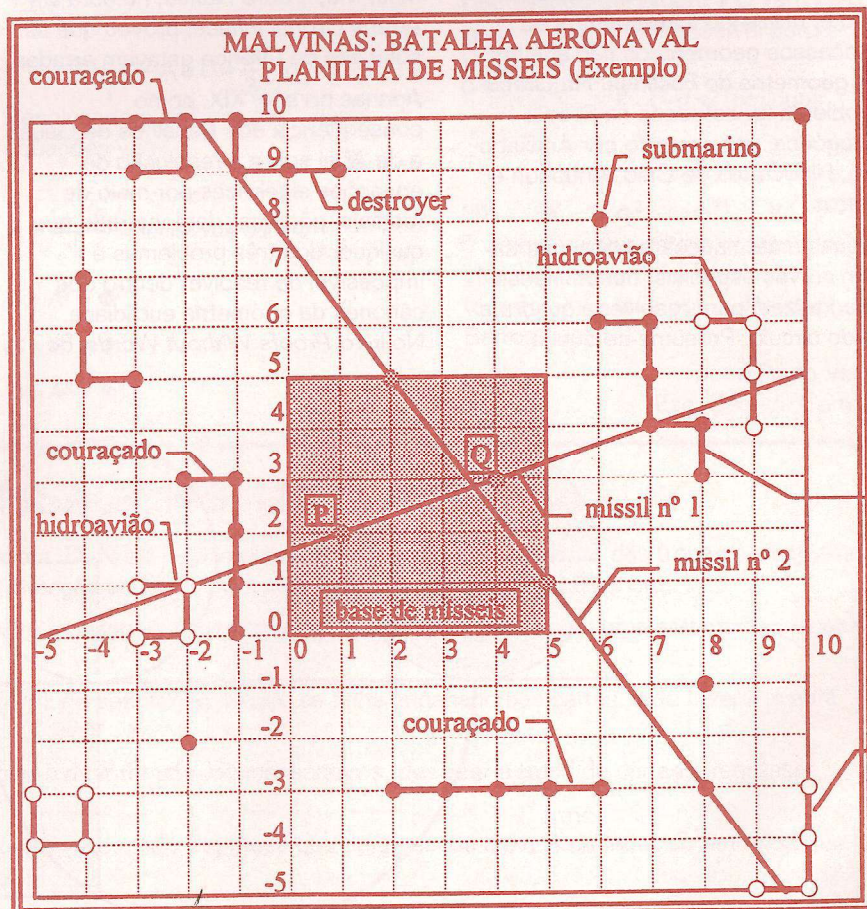 MALVINAS: BATALHA AERONAVAL
PLANILHA DE MÍSSEIS (Exemplo)
couraçado
10
submarino
9
destroyer
8
hidroavião
7
6
5
4
couraçado
3
Q
hidroavião
P
míssil nº 1
2
míssil nº 2
1
base de mísseis
0
-5 -4 -3 -2 -1 0 1 2 3 4 5 6 7 8 9 10
-1
couraçado
-2
-3
-4
-5